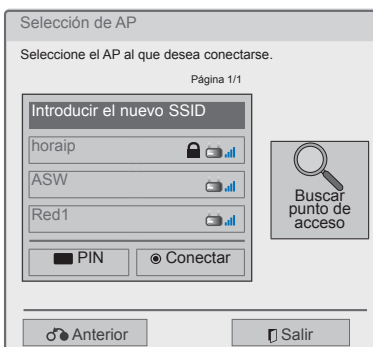 Selección de AP
Seleccione el AP al que desea conectarse.
Página 1/1
Introducir el nuevo SSID
horaip
ASW
Red1
PIN
Conectar
Buscar
punto de
acceso
Anterior
Salir